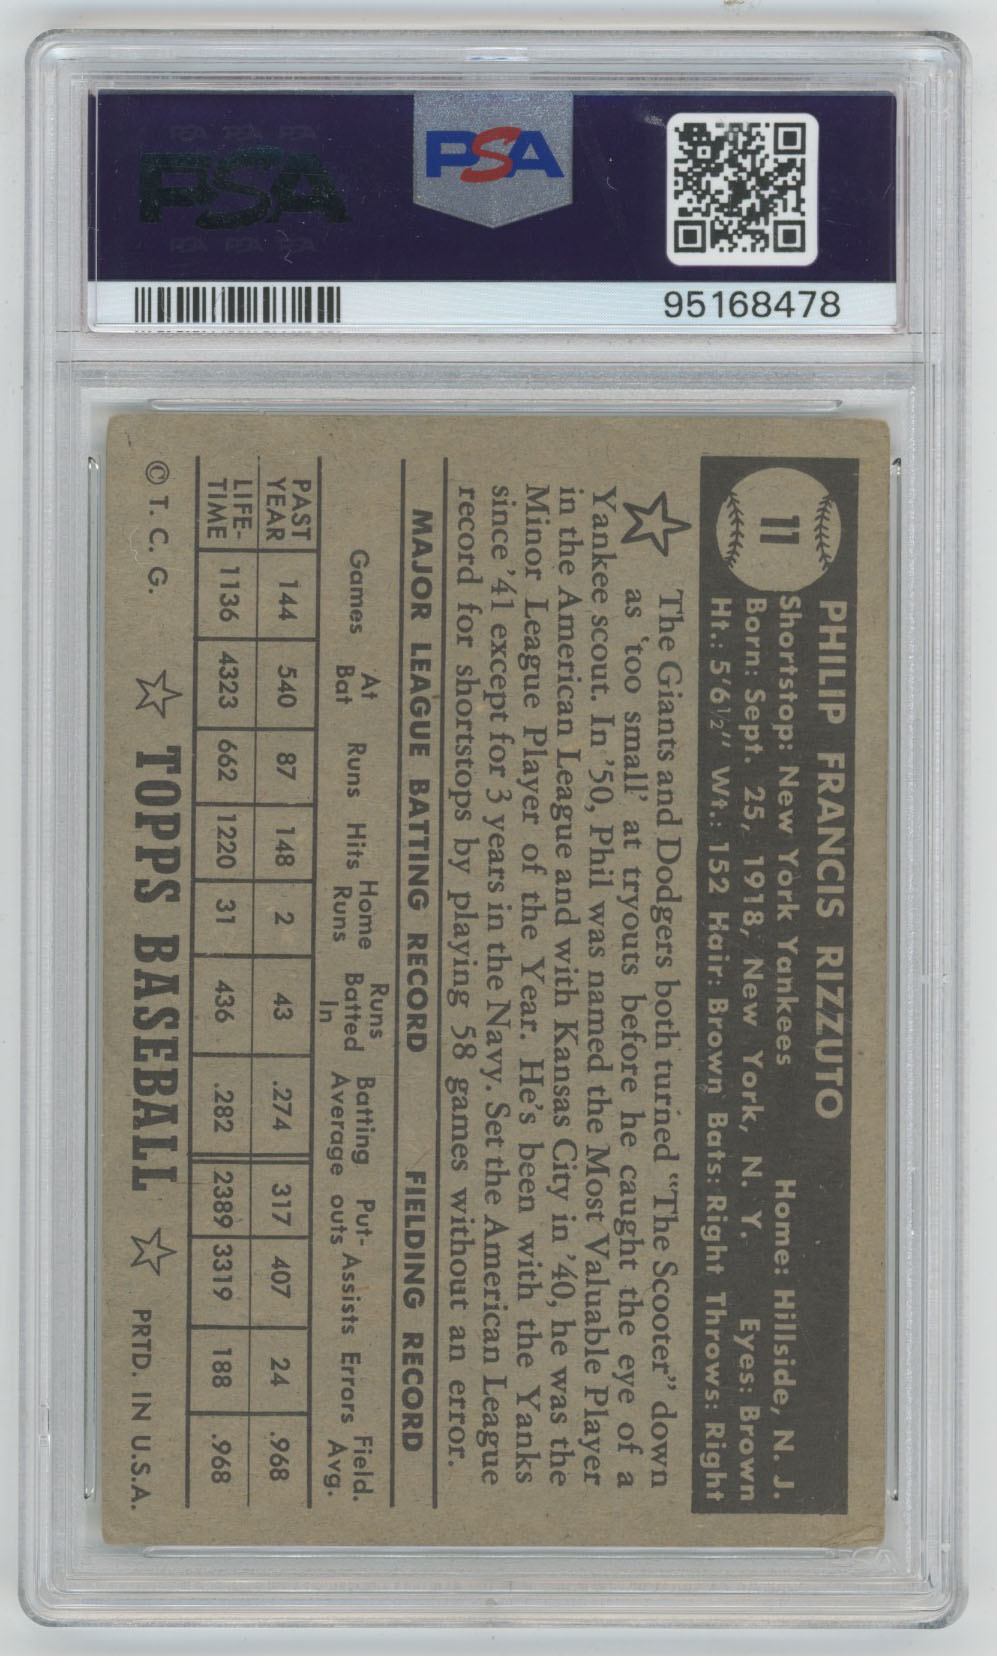 PSA PSA PSA
PSA
PSA PSA PSA
PSA
95168478
11
PHILIP FRANCIS RIZZUTO
Shortstop: New York Yankees Home: Hillside, N. J.
Born: Sept. 25, 1918, New York, N. Y. Eyes: Brown
Ht.: 5'6½" Wt.: 152 Hair: Brown Bats: Right Throws: Right
The Giants and Dodgers both turned "The Scooter" down
as 'too small' at tryouts before he caught the eye of a
Yankee scout. In '50, Phil was named the Most Valuable Player
in the American League and with Kansas City in '40, he was the
Minor League Player of the Year. He's been with the Yanks
since '41 except for 3 years in the Navy. Set the American League
record for shortstops by playing 58 games without an error.
MAJOR LEAGUE BATTING RECORD FIELDING RECORD
Games At Bat Runs Hits Home Runs Runs Batted In Batting Average Put-outs Assists Errors Field. Avg.
PAST YEAR 144 540 87 148 2 43 .274 317 407 24 .968
LIFE-TIME 1136 4323 662 1220 31 436 .282 2389 3319 188 .968
© T. C. G. TOPPS BASEBALL PRTD. IN U.S.A.